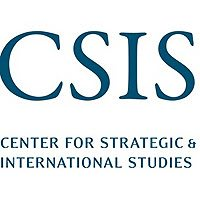 CSIS
CENTER FOR STRATEGIC &
INTERNATIONAL STUDIES